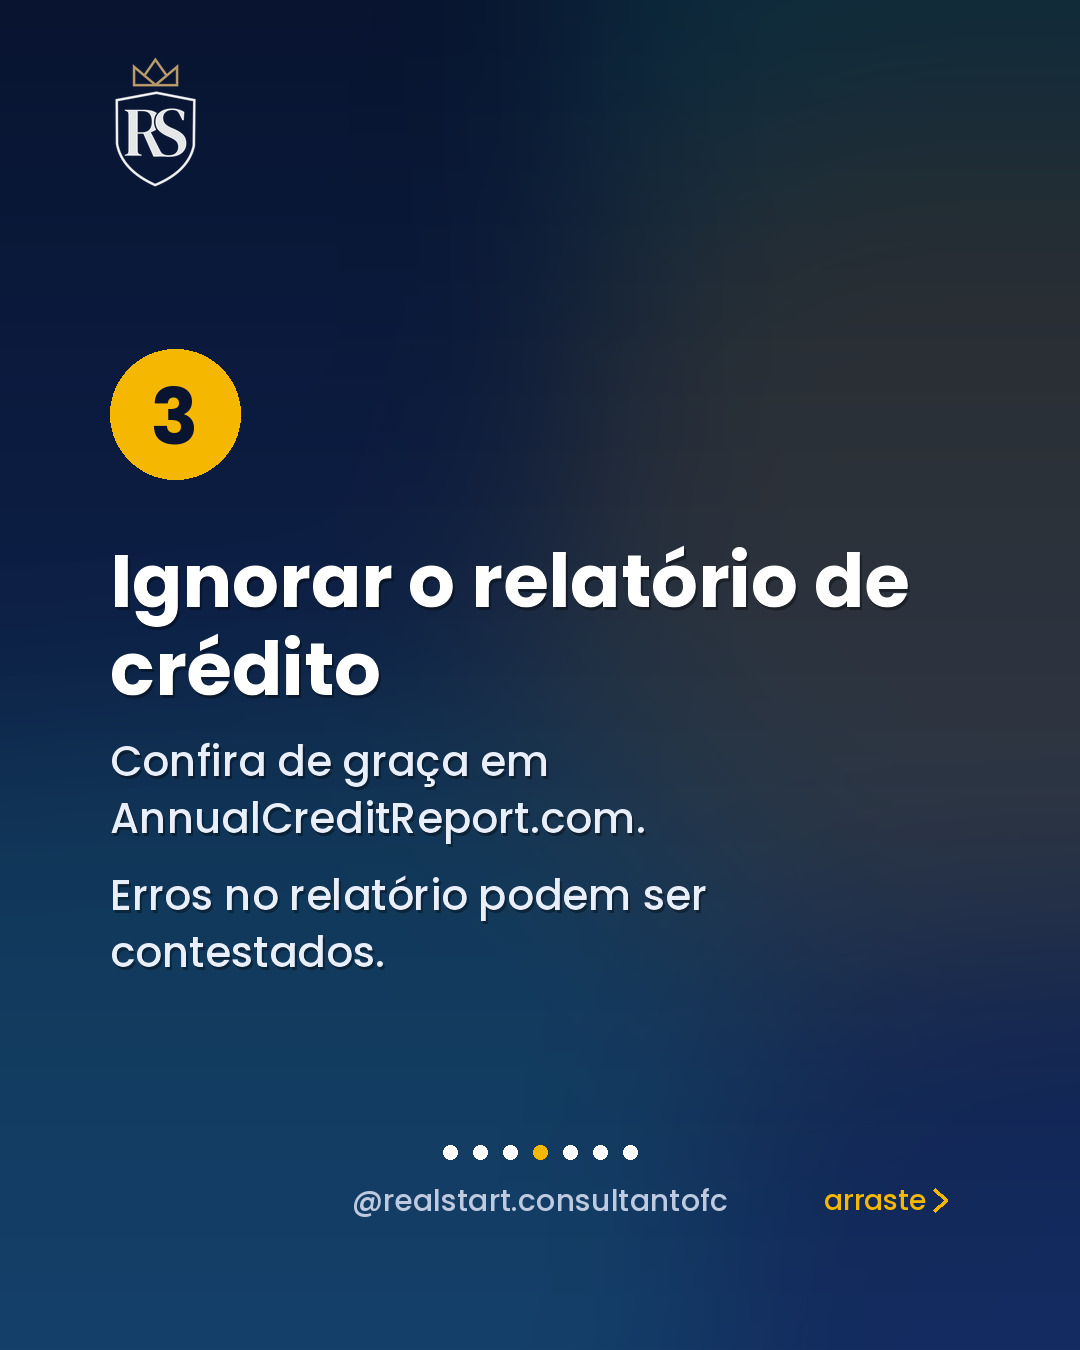 RS
3
Ignorar o relatório de
crédito
Confira de graça em
AnnualCreditReport.com.
Erros no relatório podem ser
contestados.
@realstart.consultantofc
arraste